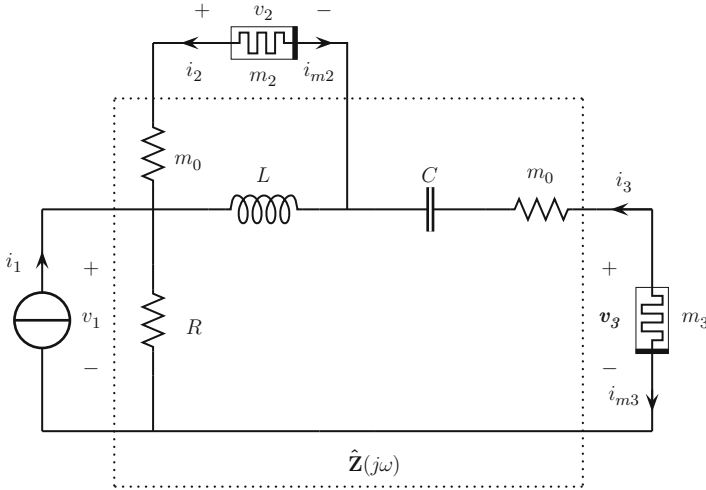 + v₂ −
i₂ m₂ iₘ₂
m₀
L C m₀
i₃
i₁ + v₁ −
R
+ v₃ −
m₃
iₘ₃
Ẑ(jω)